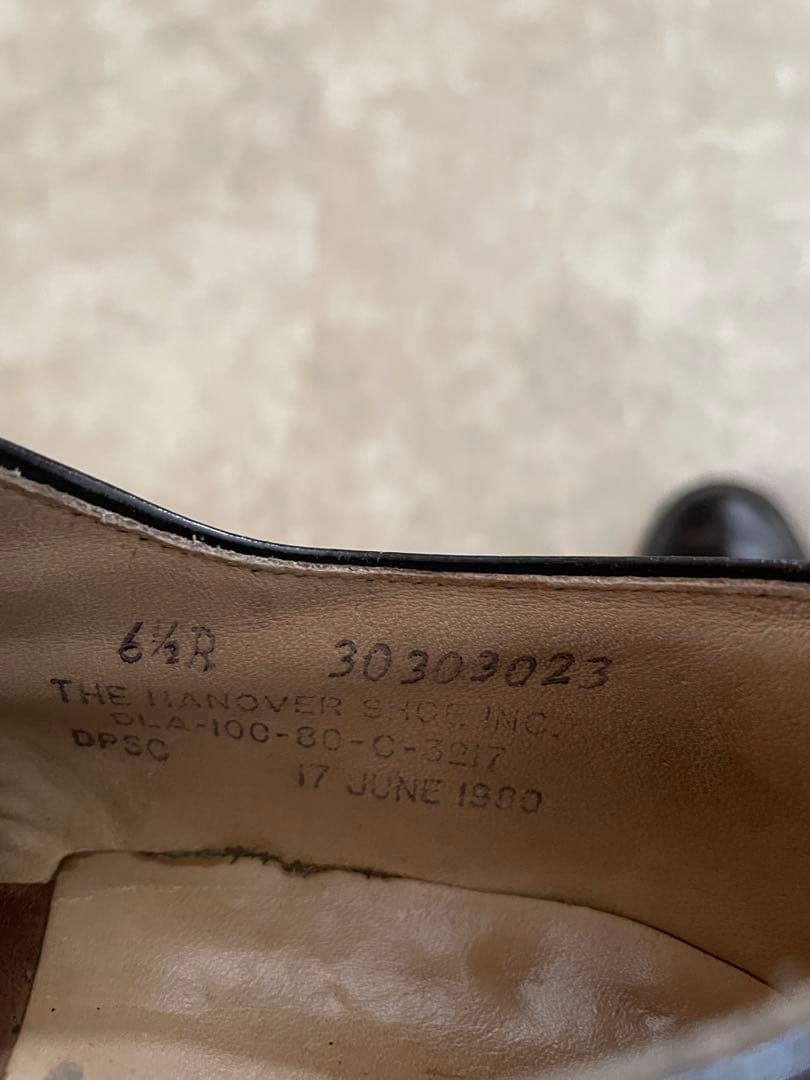 6½R 30303023
THE HANOVER SHOE INC.
DLA-100-80-C-3217
DPSC
17 JUNE 1980